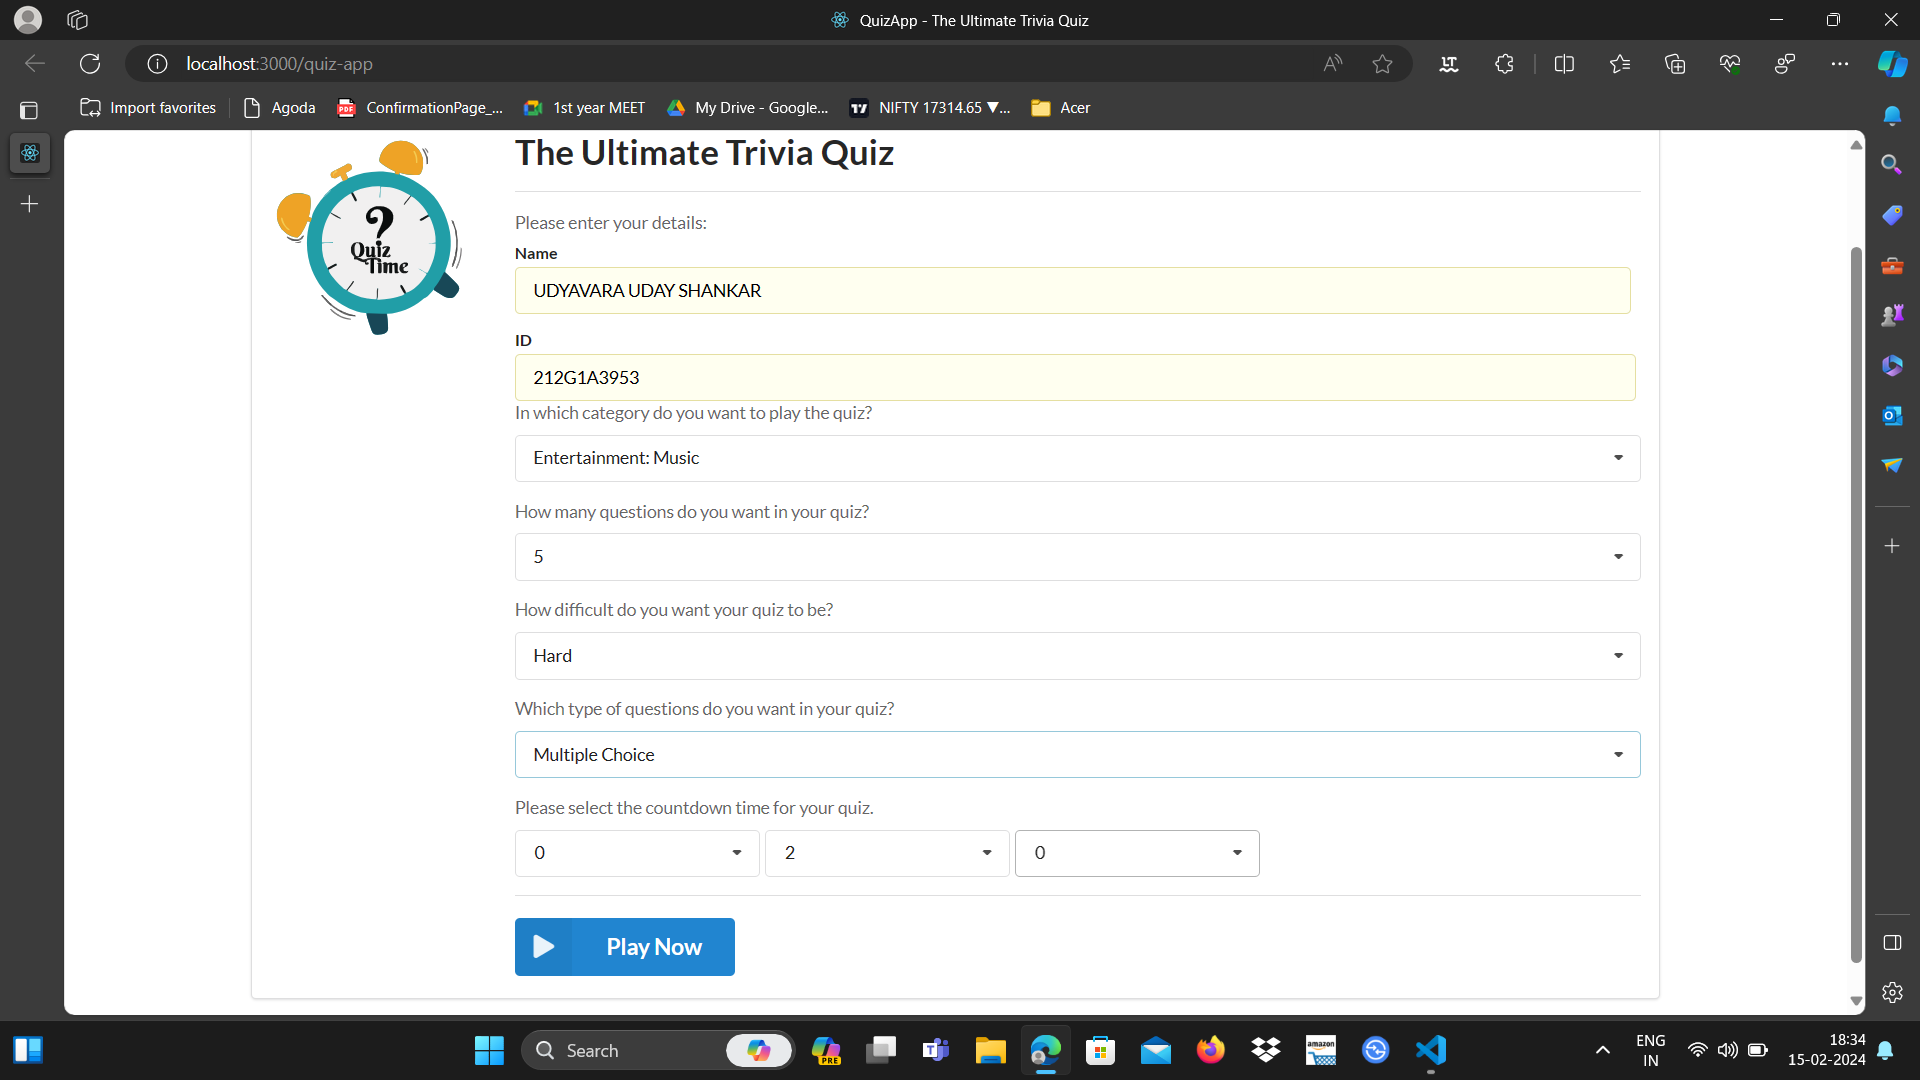 QuizApp - The Ultimate Trivia Quiz
localhost:3000/quiz-app
Import favorites
Agoda
PDF
ConfirmationPage_...
1st year MEET
My Drive - Google...
NIFTY 17314.65 ▼...
Acer
The Ultimate Trivia Quiz
?
Quiz
Time
Please enter your details:
Name
UDYAVARA UDAY SHANKAR
ID
212G1A3953
In which category do you want to play the quiz?
Entertainment: Music
How many questions do you want in your quiz?
5
How difficult do you want your quiz to be?
Hard
Which type of questions do you want in your quiz?
Multiple Choice
Please select the countdown time for your quiz.
0
2
0
Play Now
Search
PRE
amazon
ENG
IN
18:34
15-02-2024